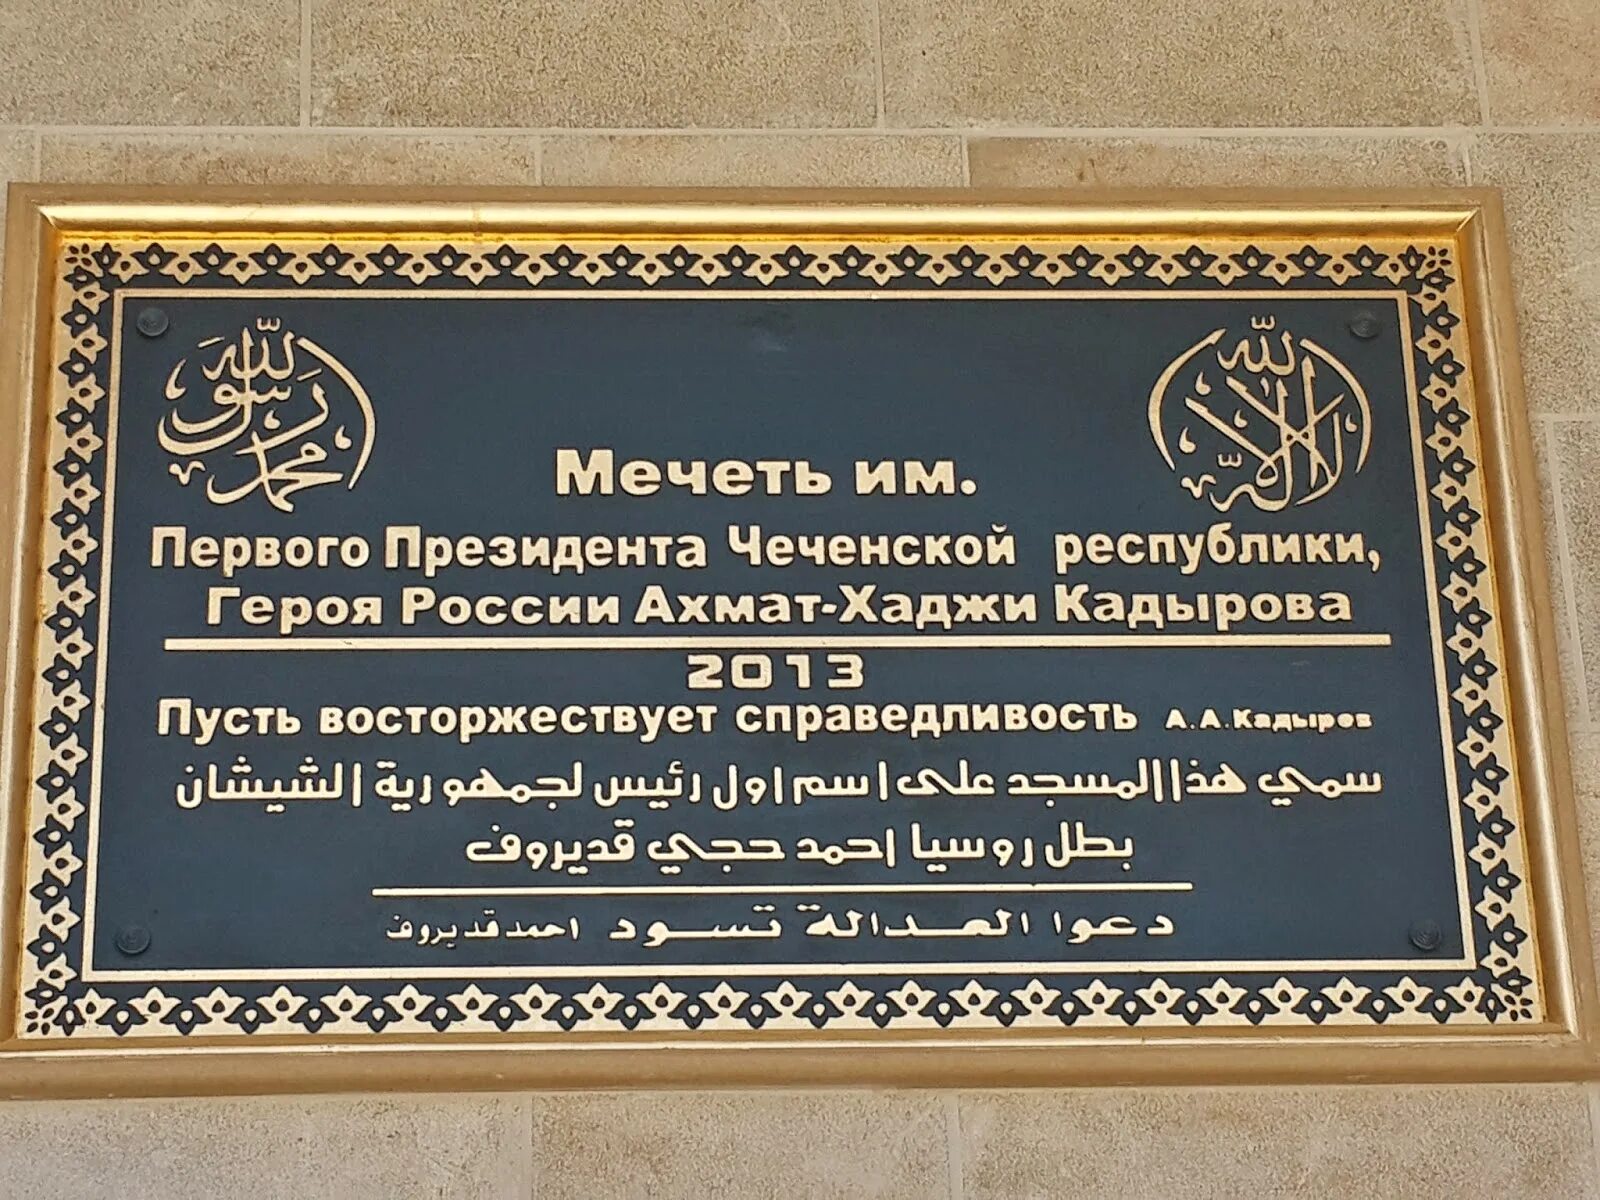 محمد رسول الله
لا إله إلا الله
Мечеть им.
Первого Президента Чеченской республики,
Героя России Ахмат-Хаджи Кадырова
2013
Пусть восторжествует справедливость А.А.Кадыров
سمي هذا المسجد على اسم اول رئيس لجمهورية الشيشان
بطل روسيا احمد حجي قديروف
دعوا العدالة تسود احمد قديروف